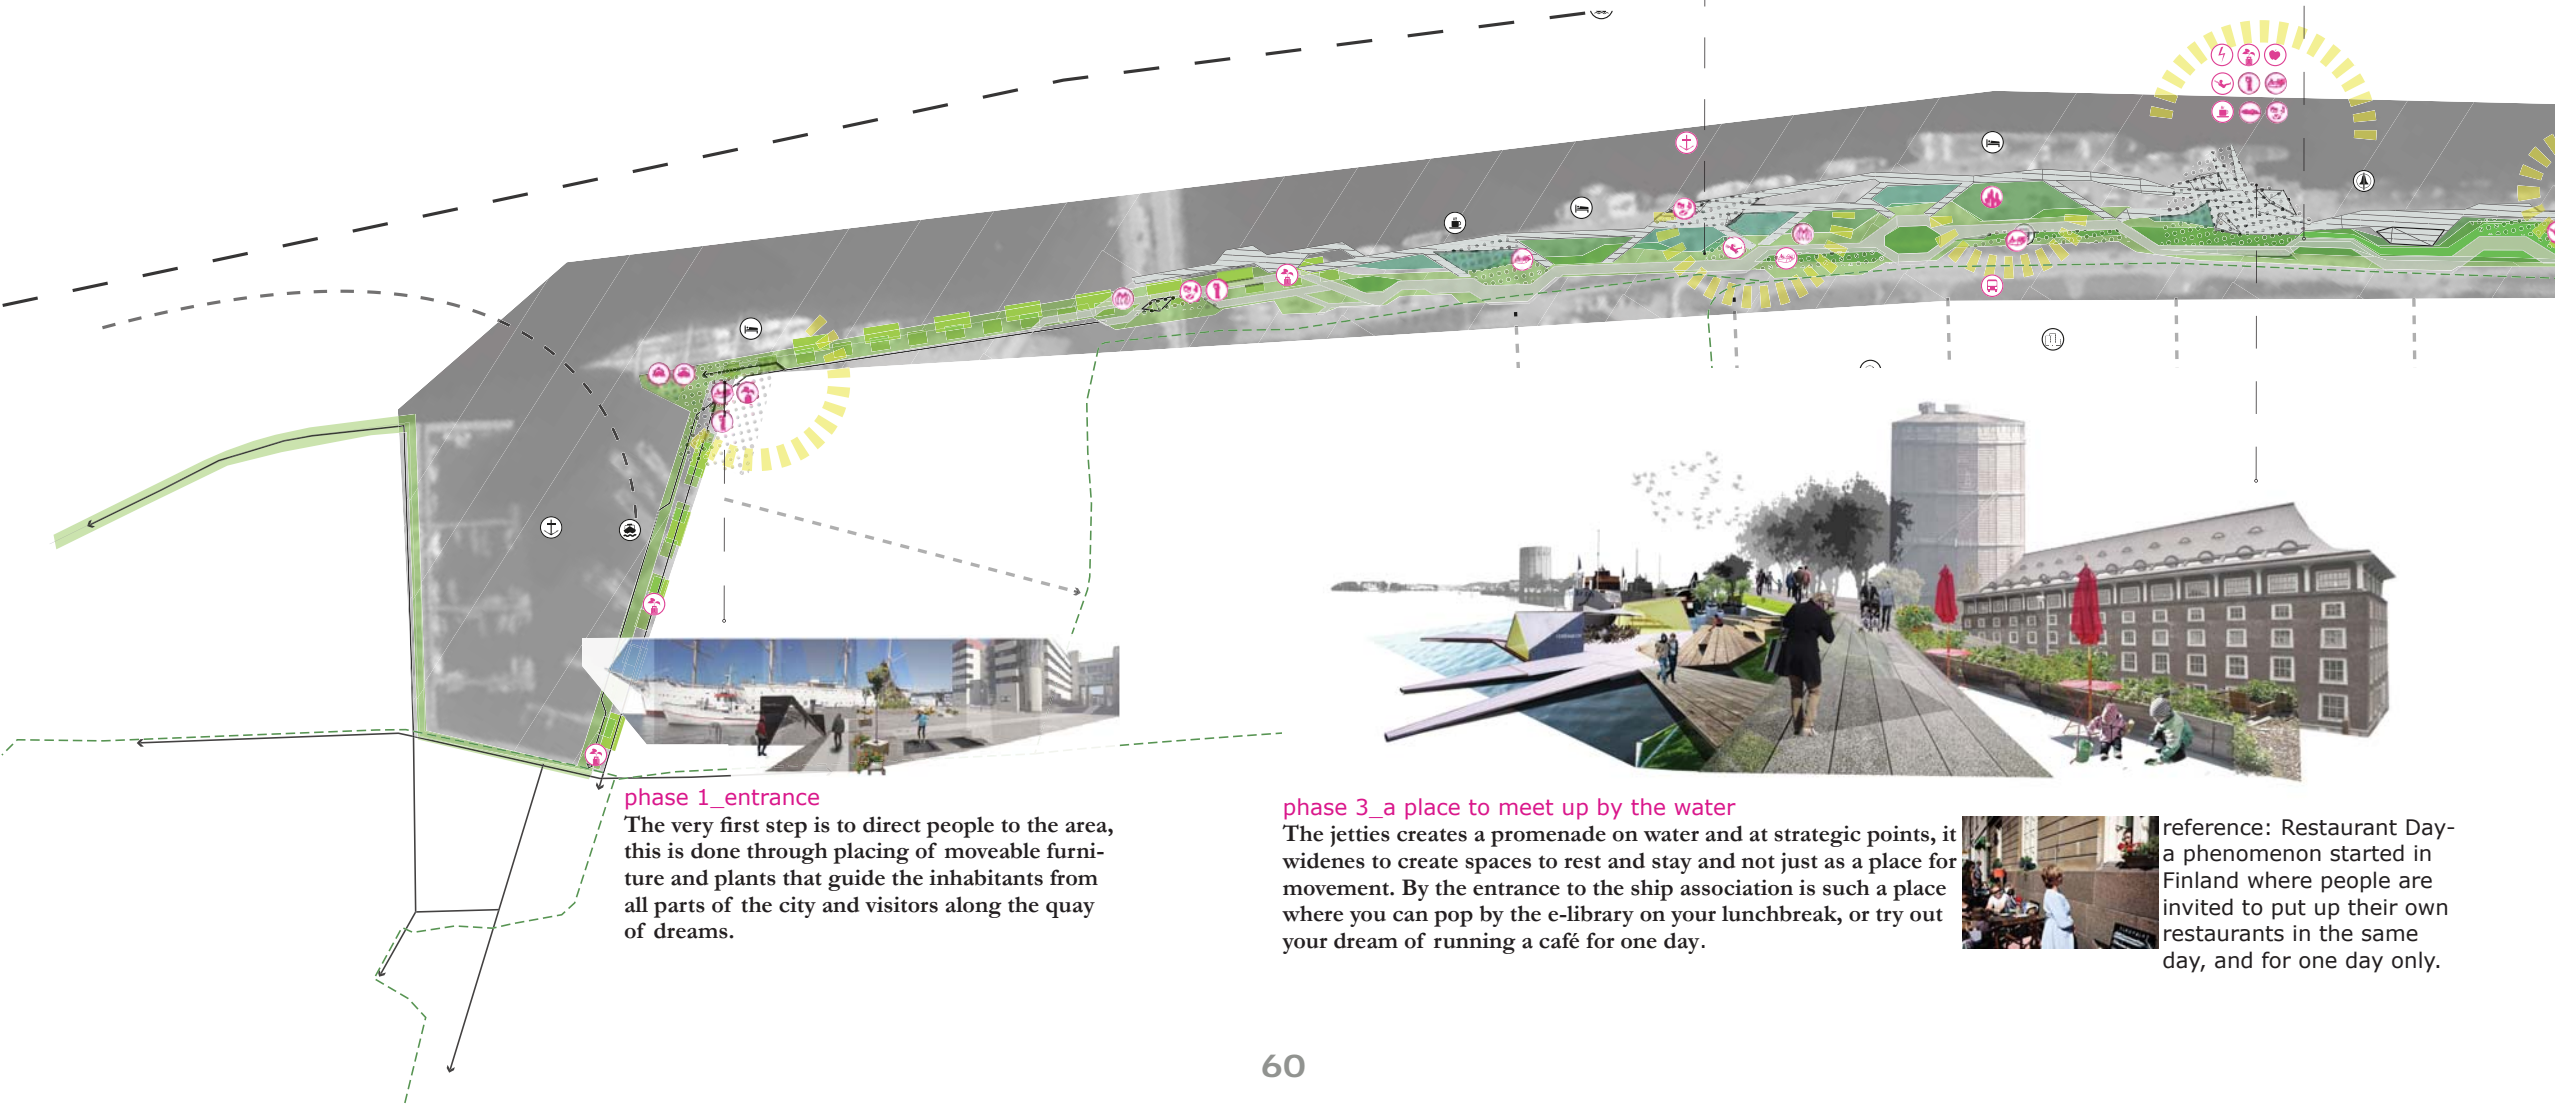 phase 1_entrance
The very first step is to direct people to the area,
this is done through placing of moveable furni-
ture and plants that guide the inhabitants from
all parts of the city and visitors along the quay
of dreams.
phase 3_a place to meet up by the water
The jetties creates a promenade on water and at strategic points, it
widenes to create spaces to rest and stay and not just as a place for
movement. By the entrance to the ship association is such a place
where you can pop by the e-library on your lunchbreak, or try out
your dream of running a café for one day.
reference: Restaurant Day-
a phenomenon started in
Finland where people are
invited to put up their own
restaurants in the same
day, and for one day only.
60